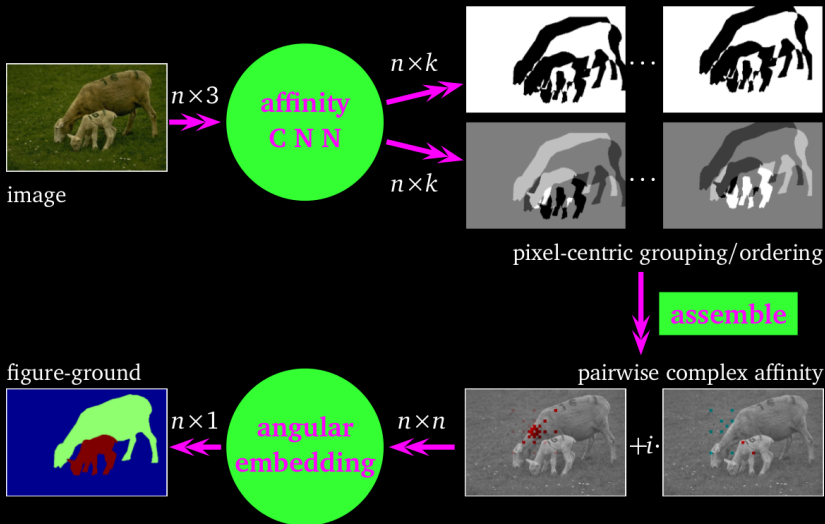 n×3
affinity
C N N
n×k
n×k
...
...
image
pixel-centric grouping/ordering
assemble
pairwise complex affinity
figure-ground
n×1
angular
embedding
n×n
+i·